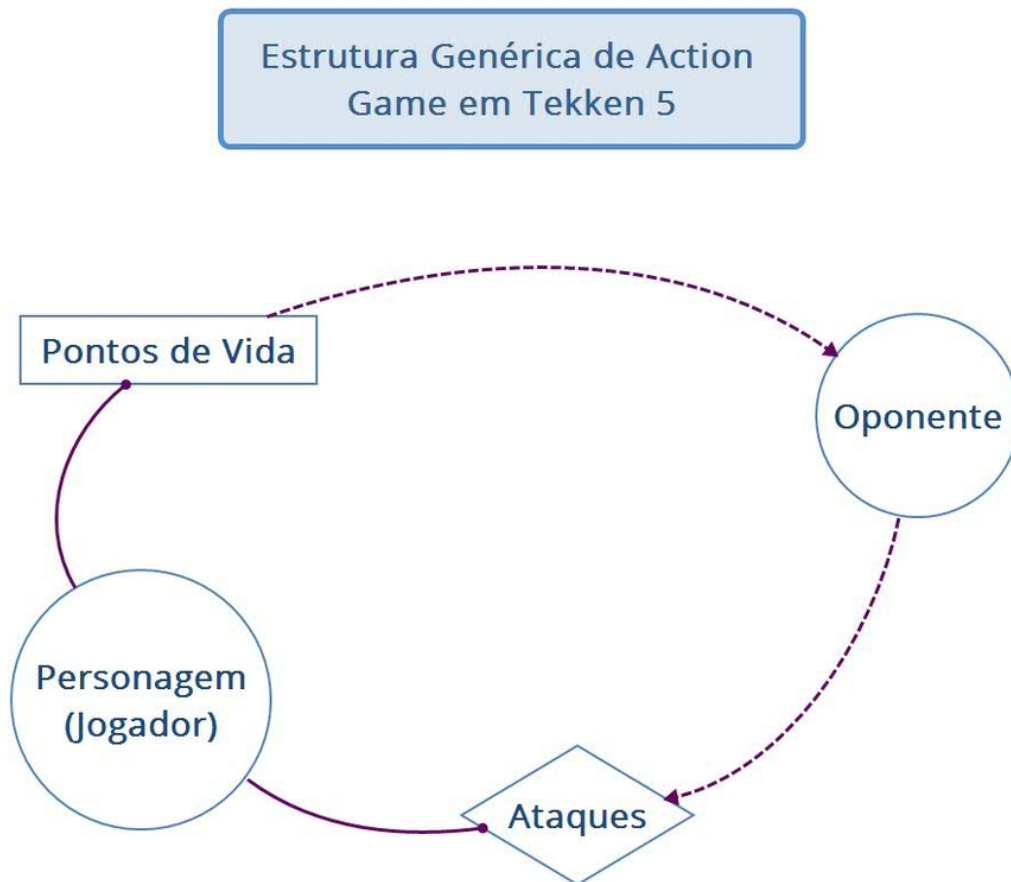 Estrutura Genérica de Action
Game em Tekken 5
Pontos de Vida
Oponente
Personagem
(Jogador)
Ataques